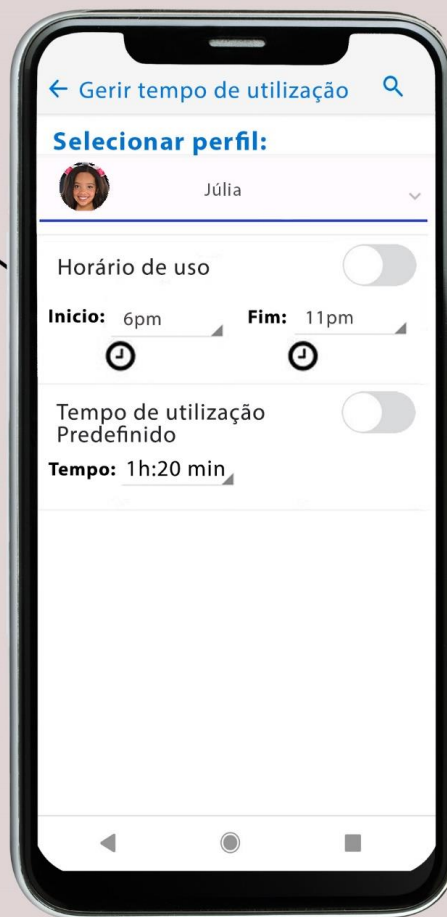 Gerir tempo de utilização
Selecionar perfil:
Júlia
Horário de uso
Inicio: 6pm Fim: 11pm
Tempo de utilização
Predefinido
Tempo: 1h:20 min